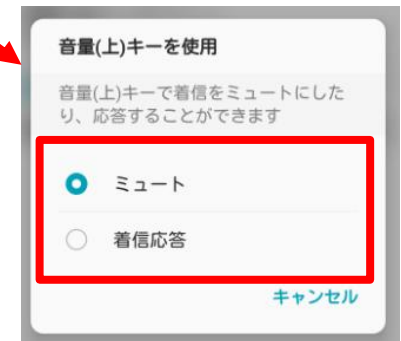 音量(上)キーを使用
音量(上)キーで着信をミュートにした
り、応答することができます
ミュート
着信応答
キャンセル